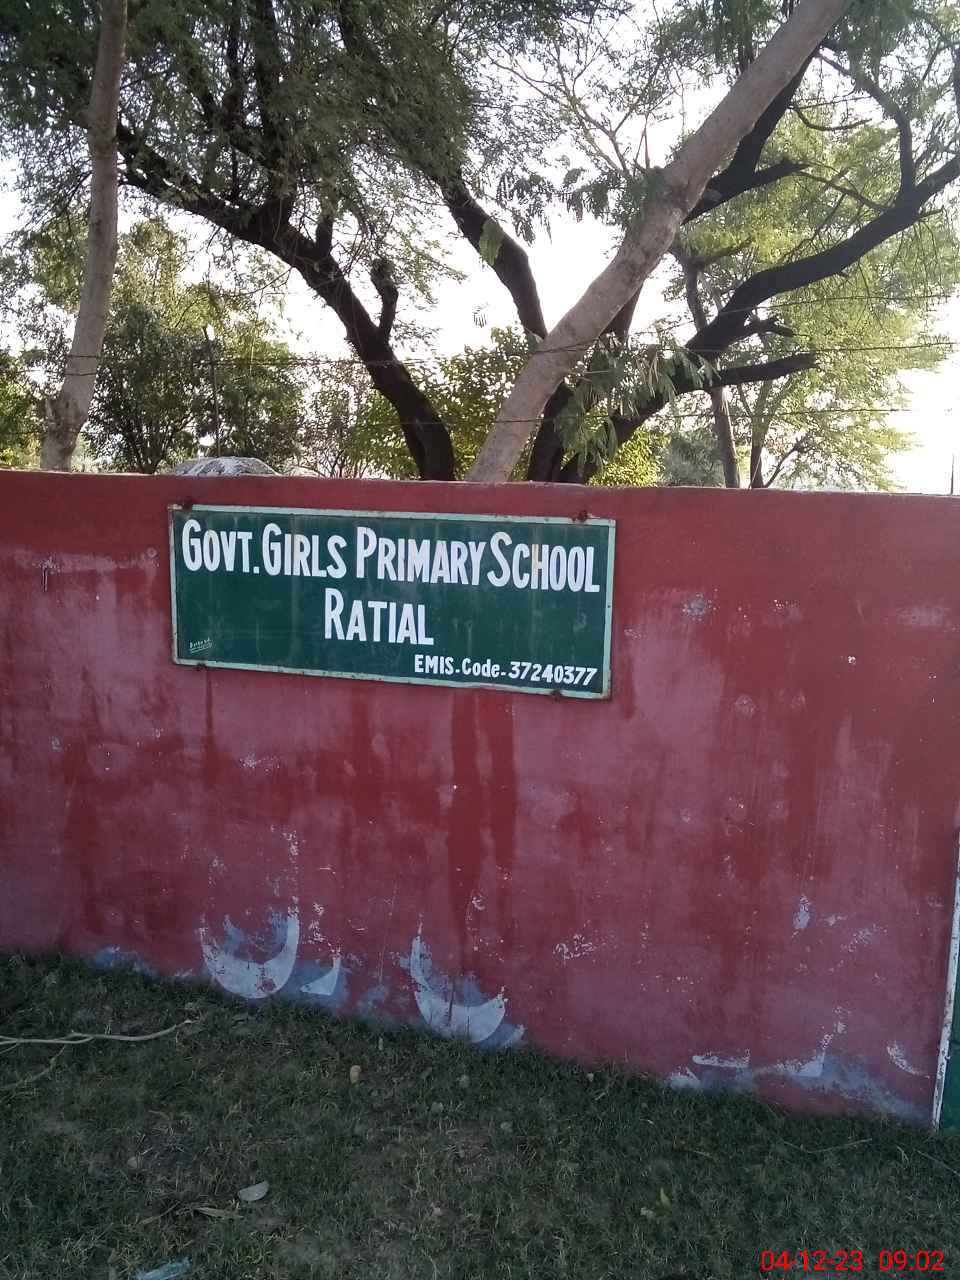 GOVT. GIRLS PRIMARY SCHOOL
RATIAL
EMIS-Code-37240377
04-12-23 09:02